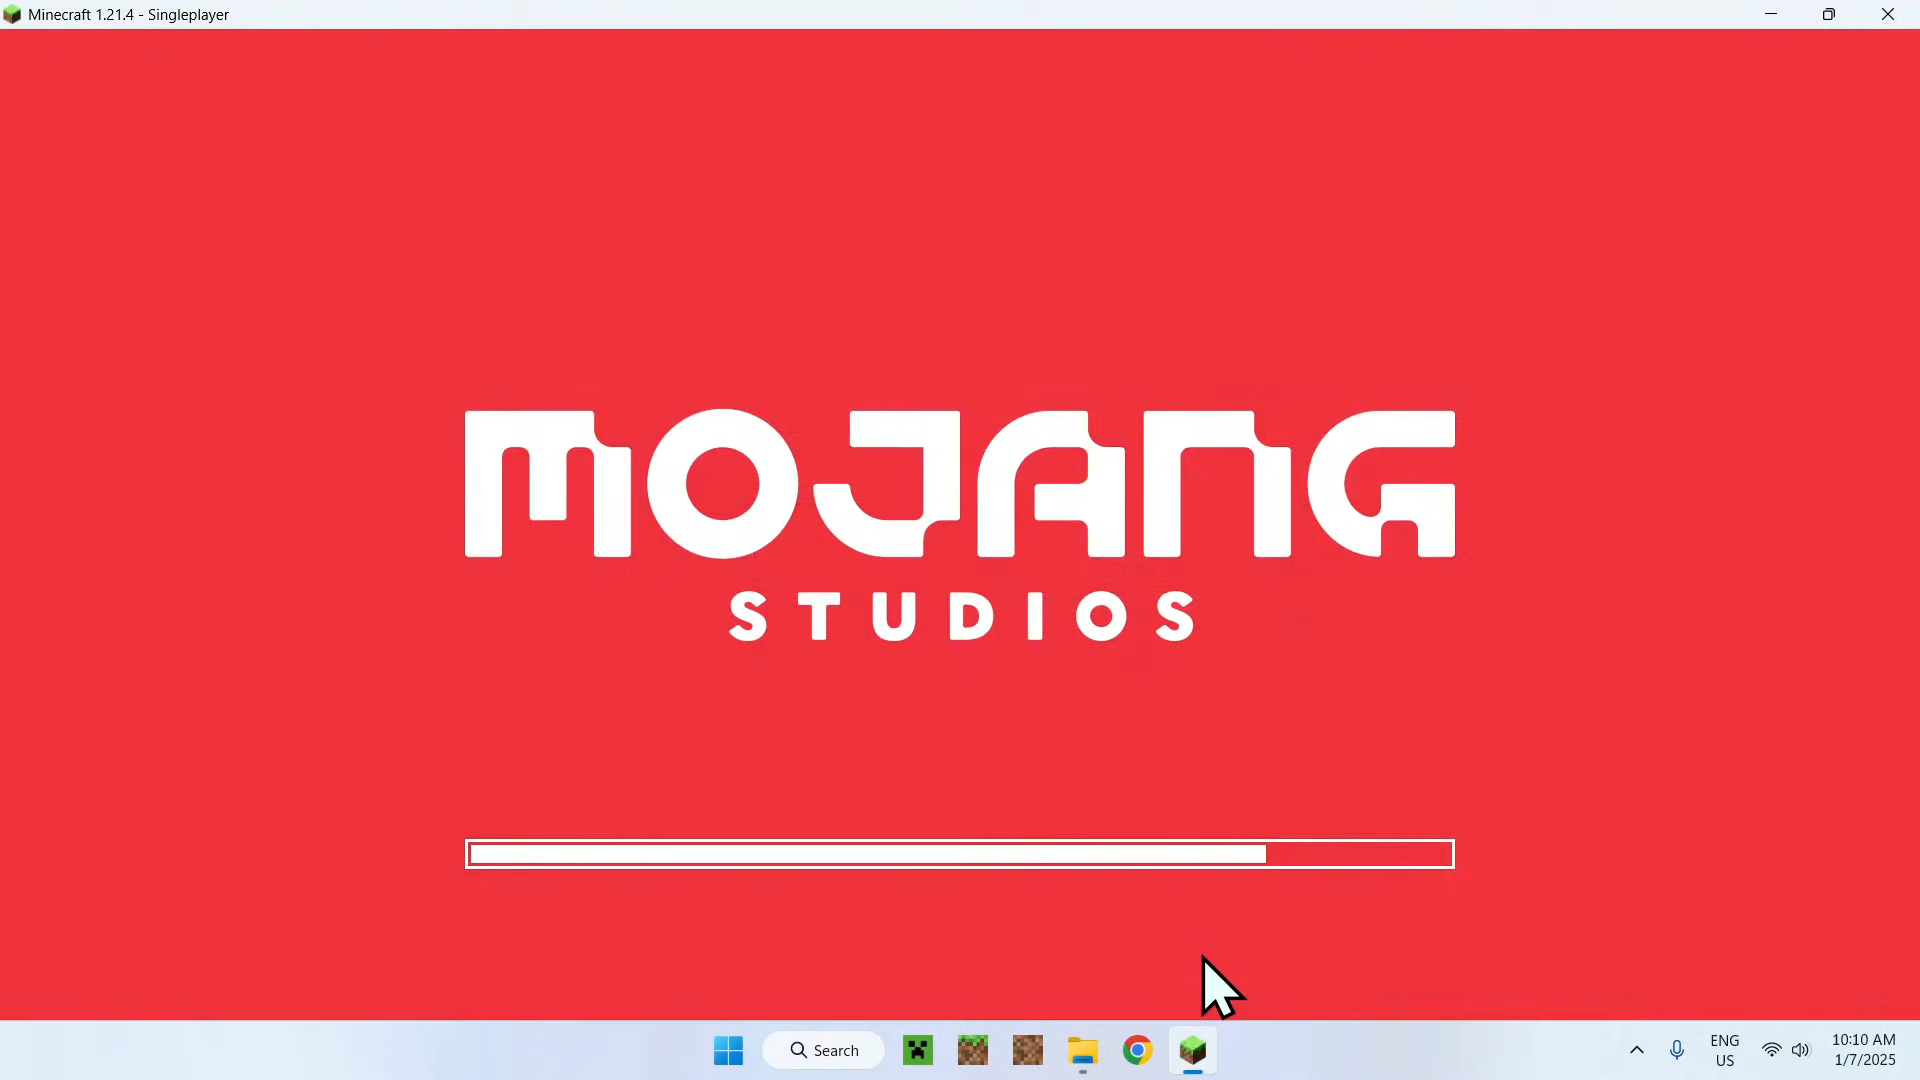 Minecraft 1.21.4 - Singleplayer
MOJANG
STUDIOS
Search
ENG
US
10:10 AM
1/7/2025